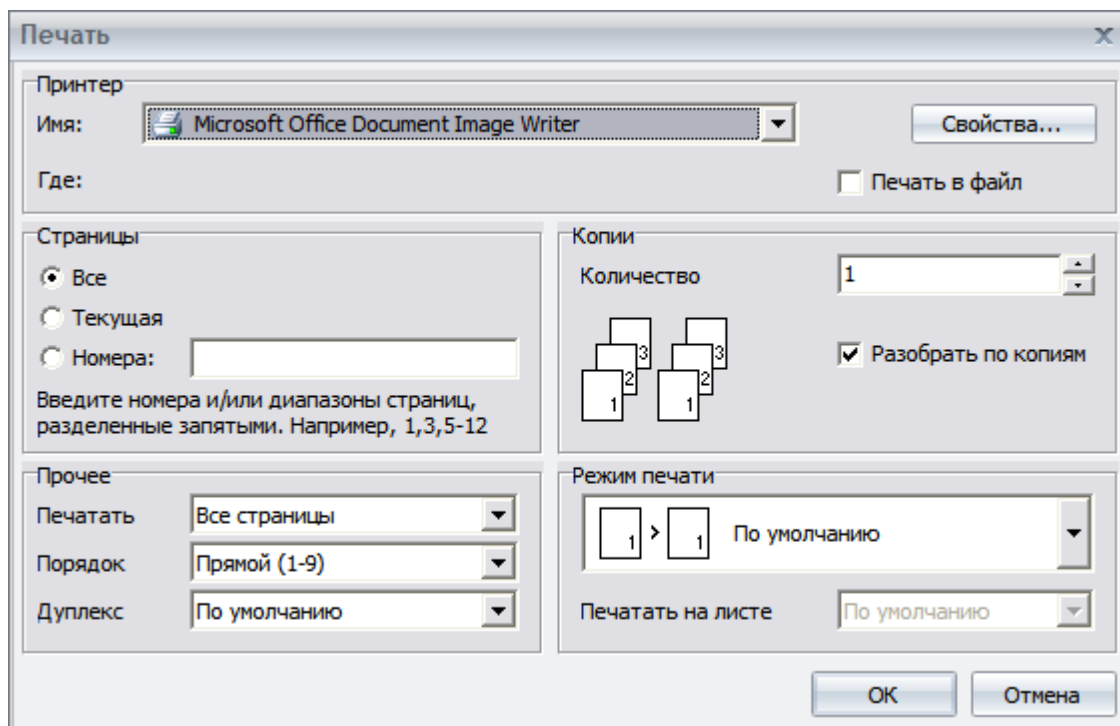 Печать
Принтер
Имя: Microsoft Office Document Image Writer Свойства...
Где: Печать в файл
Страницы
Все
Текущая
Номера:
Введите номера и/или диапазоны страниц,
разделенные запятыми. Например, 1,3,5-12
Копии
Количество 1
3 3
2 2
1 1
Разобрать по копиям
Прочее
Печатать Все страницы
Порядок Прямой (1-9)
Дуплекс По умолчанию
Режим печати
1 > 1 По умолчанию
Печатать на листе По умолчанию
ОК Отмена